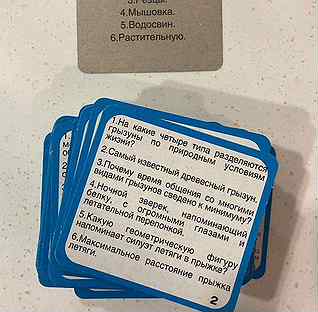 3.Резцы.
4.Мышовка.
5.Водосвин.
6.Растительную.
1.На какие четыре типа разделяются
грызуны по природным условиям
жизни?
2.Самый известный древесный грызун.
3.Почему время общения со многими
видами грызунов сведено к минимуму?
4.Ночной зверек напоминающий
белку, с огромными глазами и
летательной перепонкой.
5.Какую геометрическую фигуру
напоминает силуэт летяги в прыжке?
6.Максимальное расстояние прыжка
летяги.
2